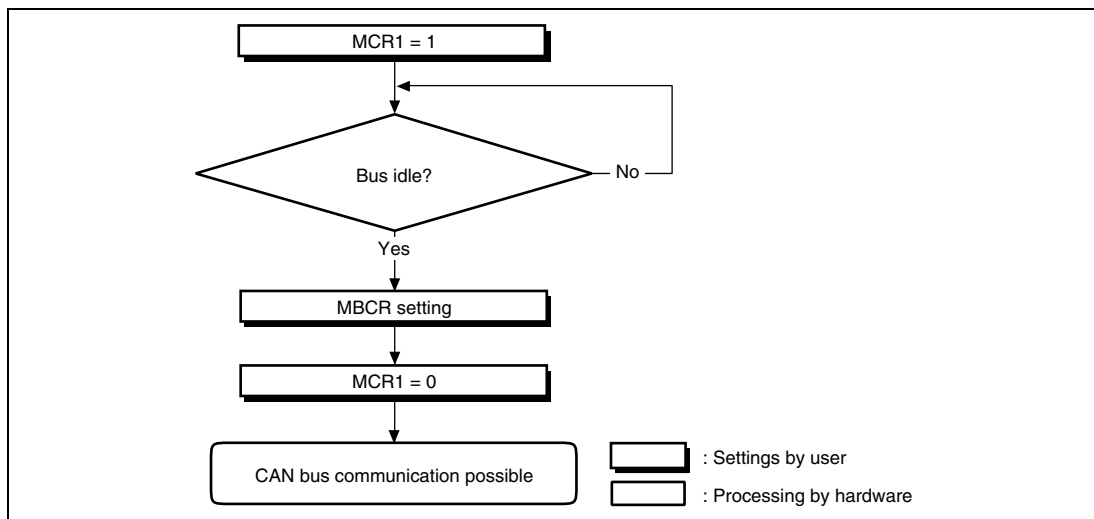 MCR1 = 1
Bus idle?
No
Yes
MBCR setting
MCR1 = 0
CAN bus communication possible
: Settings by user
: Processing by hardware